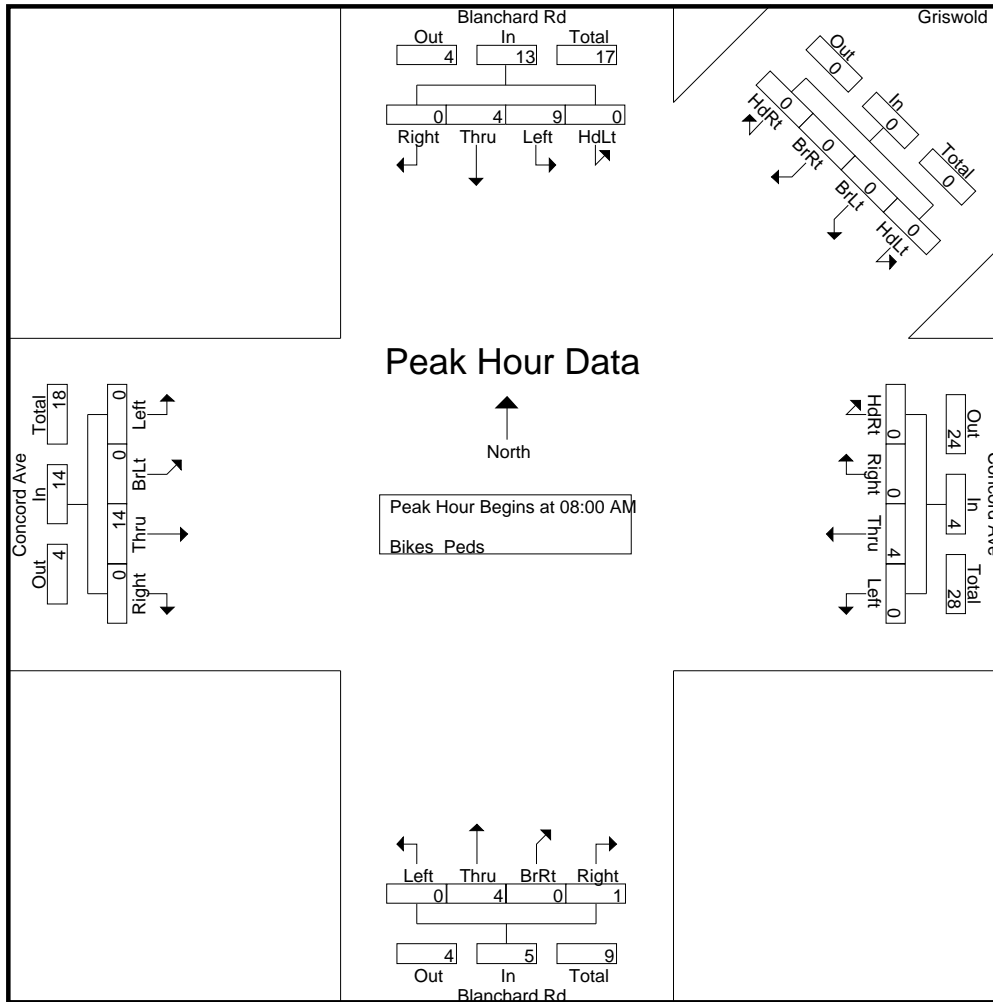 Blanchard Rd
Out In Total
4 13 17
0 4 9 0
Right Thru Left HdLt
Griswold
Out
0
In
0
Total
0
0 0 0 0
HdRt
BrRt
BrLt
HdLt
Peak Hour Data
North
Peak Hour Begins at 08:00 AM
Bikes Peds
Concord Ave
Total In Out
18 14 4
0 0 14 0
Left BrLt Thru Right
HdRt Right Thru Left
0 0 4 0
Out In Total
24 4 28
Concord Ave
Left Thru BrRt Right
0 4 0 1
4 5 9
Out In Total
Blanchard Rd